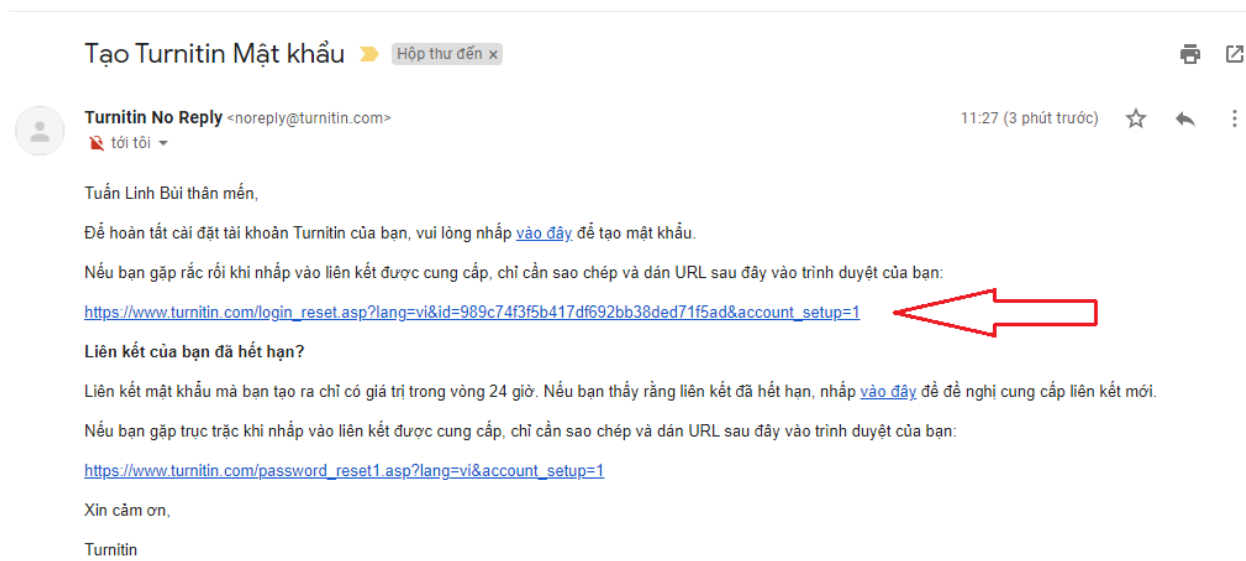 Tạo Turnitin Mật khẩu Hộp thư đến x
Turnitin No Reply <noreply@turnitin.com> 11:27 (3 phút trước)
tới tôi
Tuấn Linh Bùi thân mến,
Để hoàn tất cài đặt tài khoản Turnitin của bạn, vui lòng nhấp vào đây để tạo mật khẩu.
Nếu bạn gặp rắc rối khi nhấp vào liên kết được cung cấp, chỉ cần sao chép và dán URL sau đây vào trình duyệt của bạn:
https://www.turnitin.com/login_reset.asp?lang=vi&id=989c74f3f5b417df692bb38ded71f5ad&account_setup=1
Liên kết của bạn đã hết hạn?
Liên kết mật khẩu mà bạn tạo ra chỉ có giá trị trong vòng 24 giờ. Nếu bạn thấy rằng liên kết đã hết hạn, nhấp vào đây đề đề nghị cung cấp liên kết mới.
Nếu bạn gặp trục trặc khi nhấp vào liên kết được cung cấp, chỉ cần sao chép và dán URL sau đây vào trình duyệt của bạn:
https://www.turnitin.com/password_reset1.asp?lang=vi&account_setup=1
Xin cảm ơn,
Turnitin